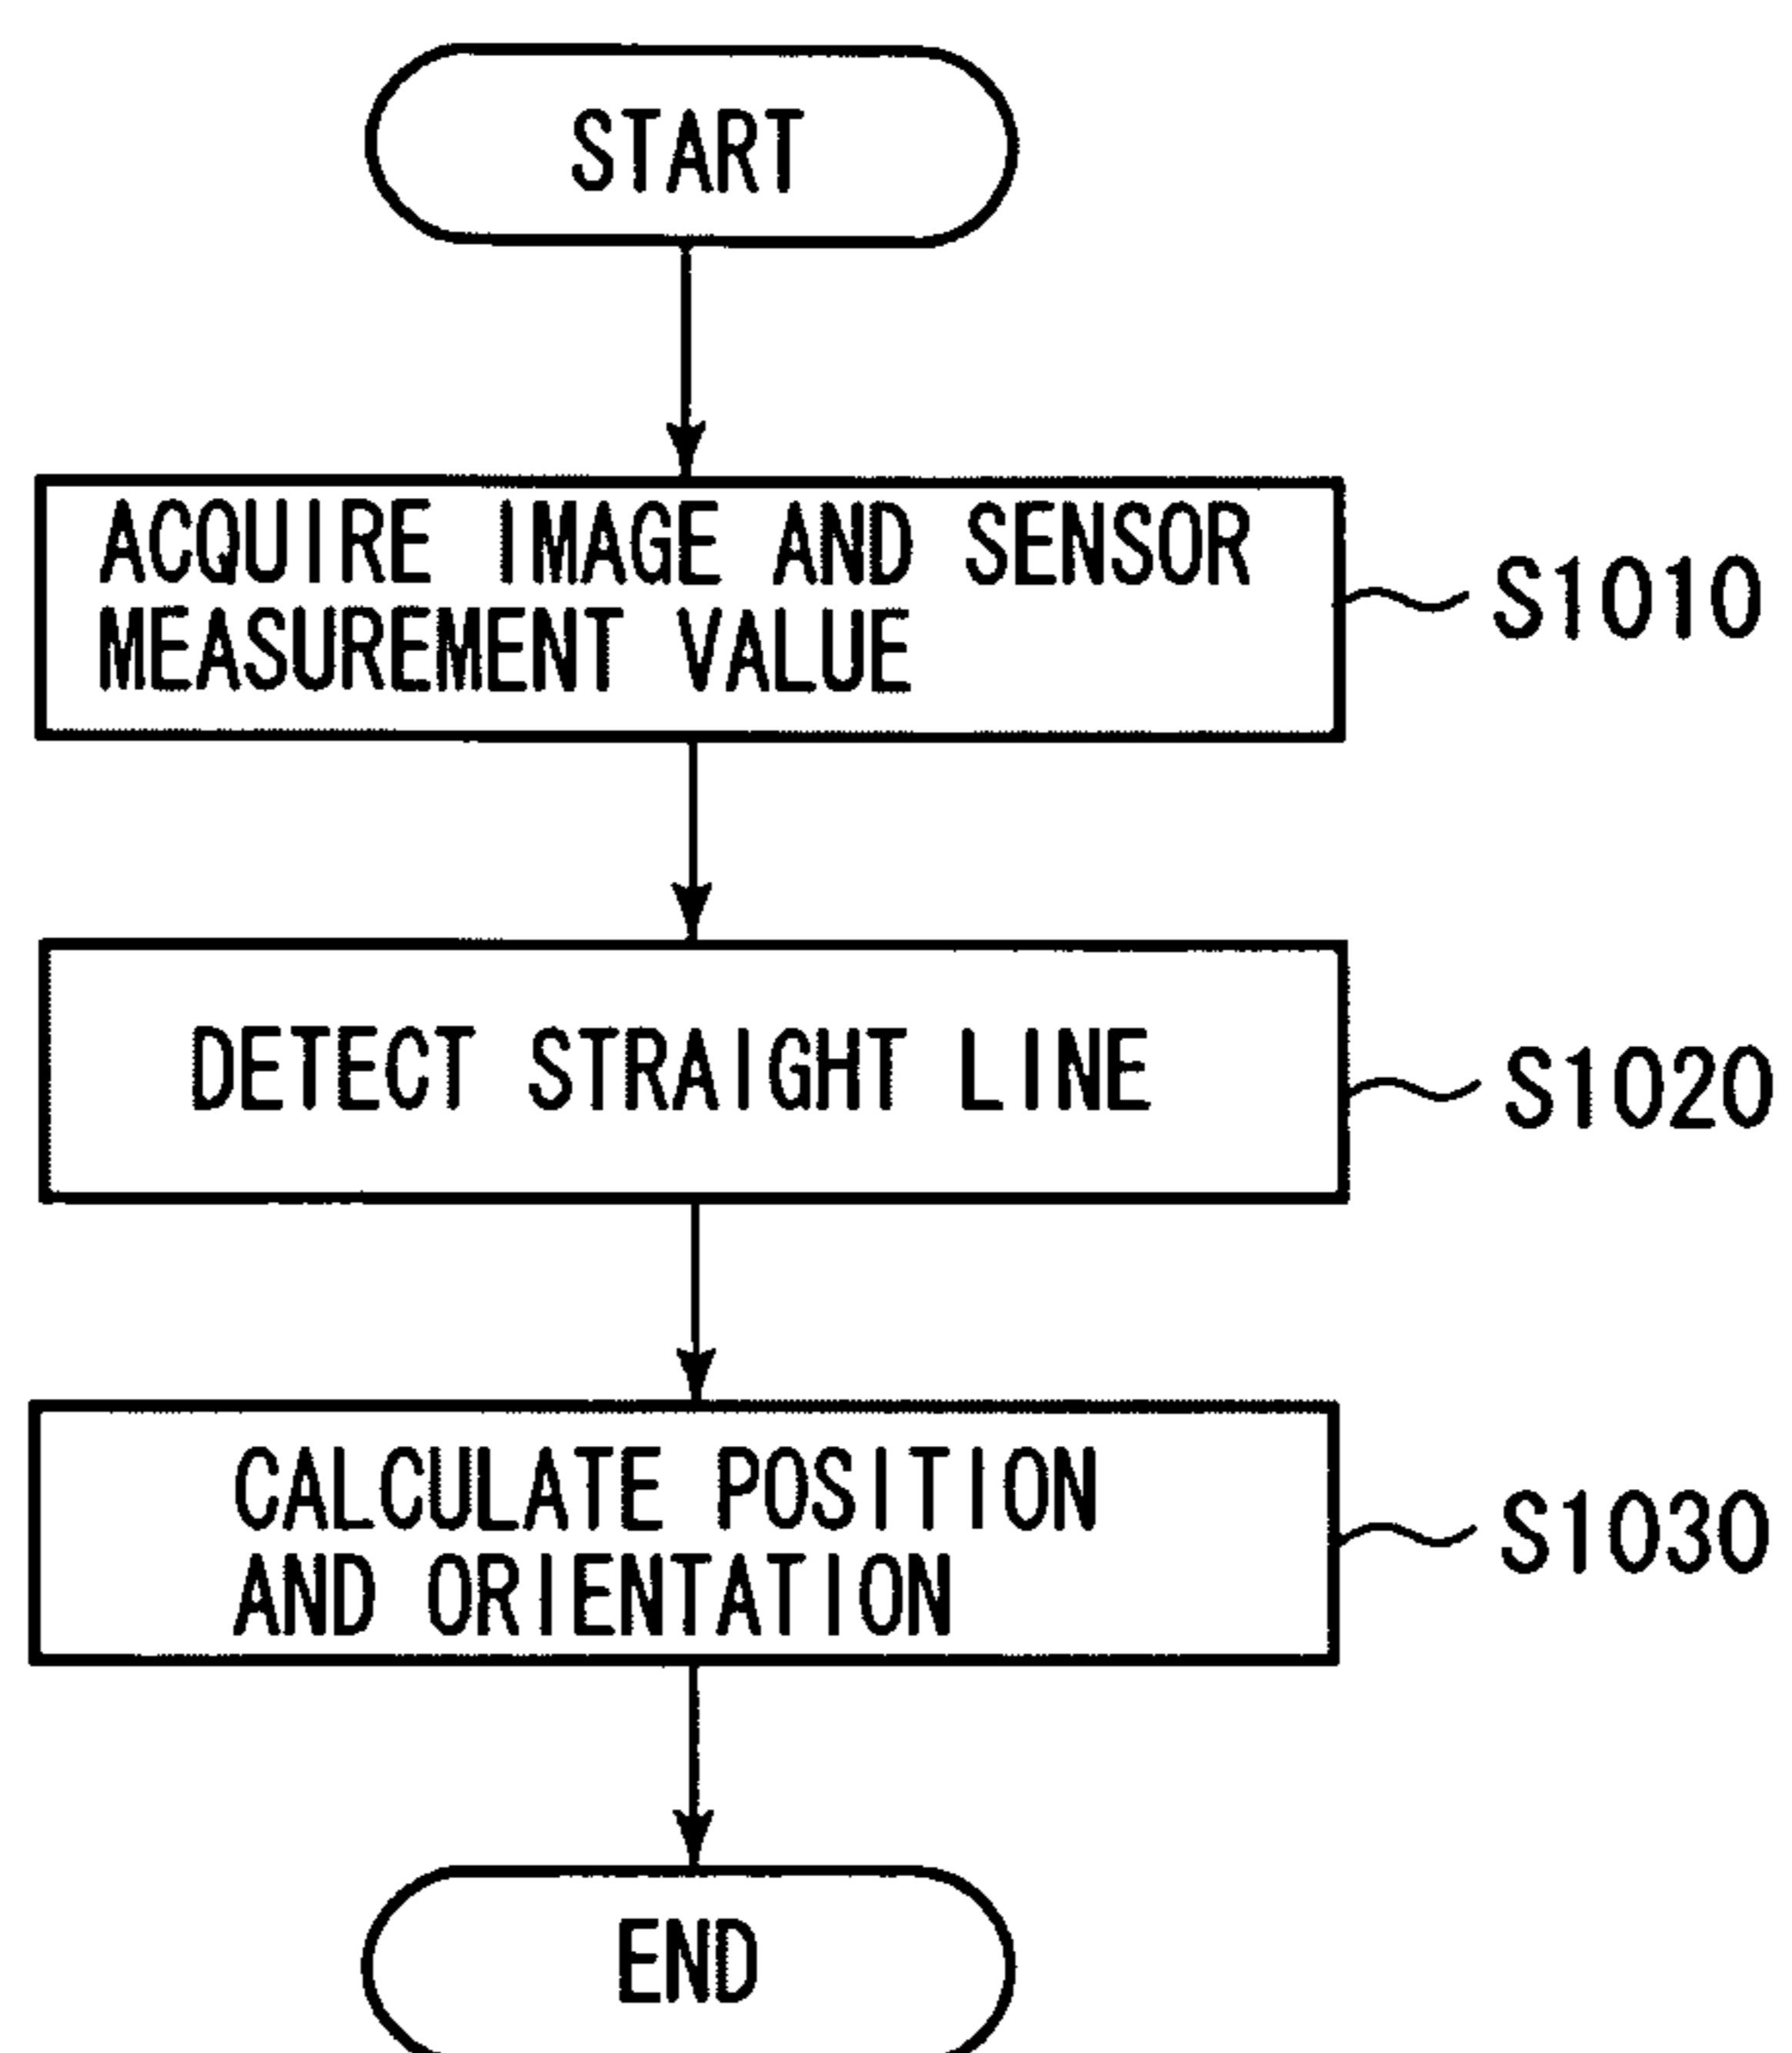 START
ACQUIRE IMAGE AND SENSOR
MEASUREMENT VALUE
S1010
DETECT STRAIGHT LINE
S1020
CALCULATE POSITION
AND ORIENTATION
S1030
END